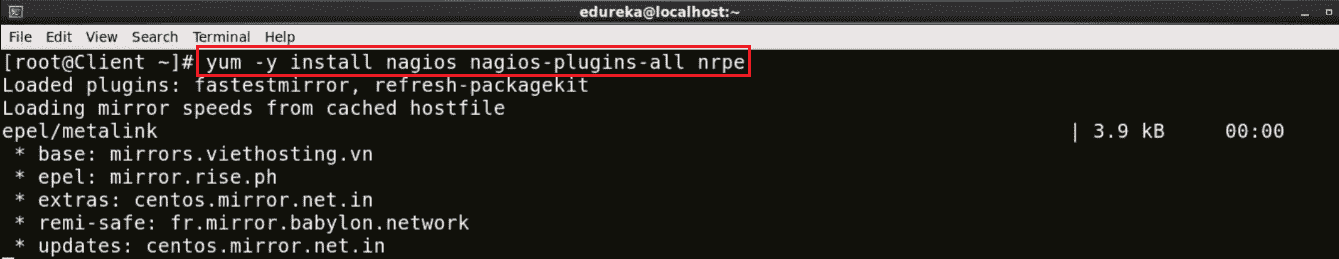 edureka@localhost:~
File Edit View Search Terminal Help
[root@Client ~]# yum -y install nagios nagios-plugins-all nrpe
Loaded plugins: fastestmirror, refresh-packagekit
Loading mirror speeds from cached hostfile
epel/metalink | 3.9 kB 00:00
* base: mirrors.viethosting.vn
* epel: mirror.rise.ph
* extras: centos.mirror.net.in
* remi-safe: fr.mirror.babylon.network
* updates: centos.mirror.net.in